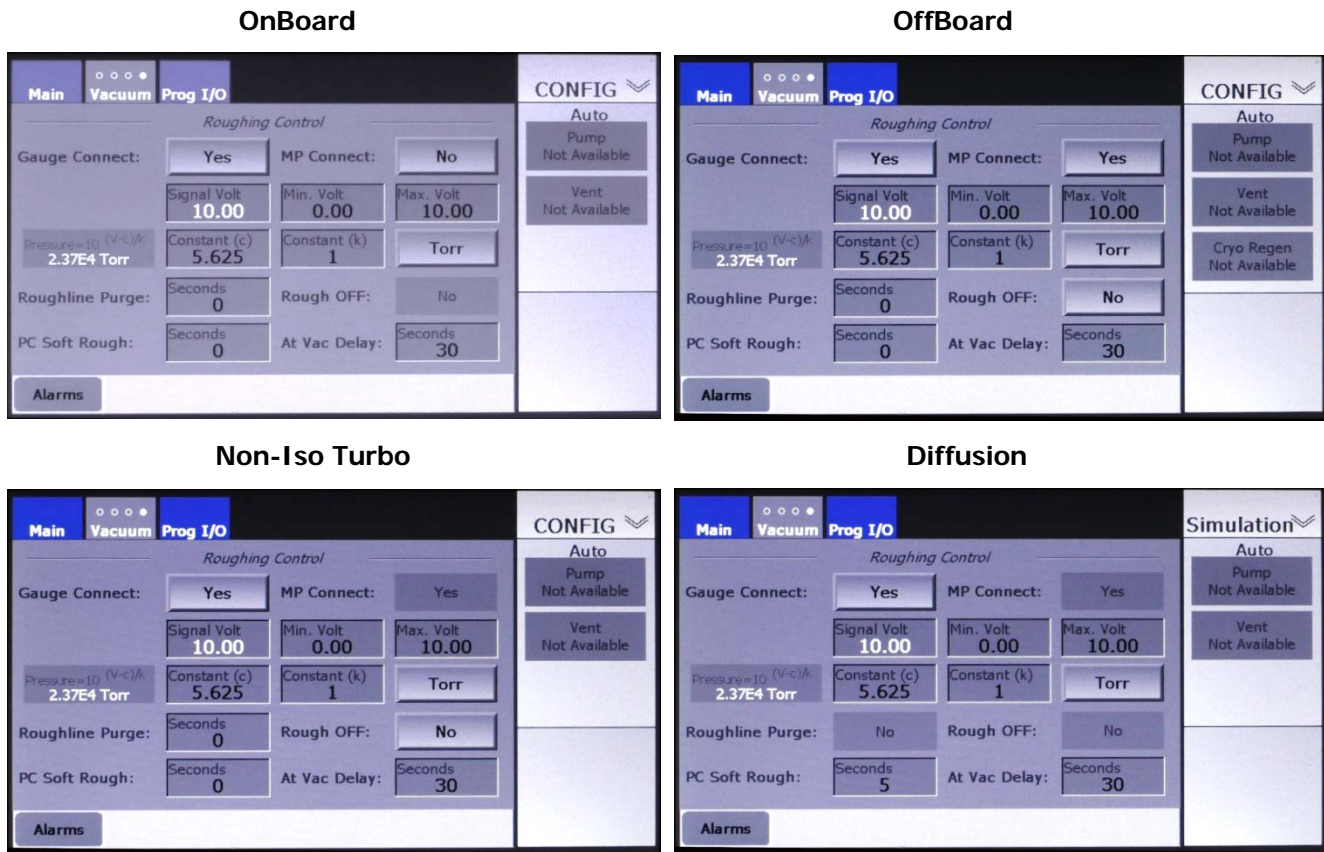 OnBoard
OffBoard
Main Vacuum Prog I/O
CONFIG
Roughing Control
Auto
Gauge Connect: Yes MP Connect: No
Pump
Not Available
Signal Volt Min. Volt Max. Volt
10.00 0.00 10.00
Vent
Not Available
Pressure=10 (V-c)/k Constant (c) Constant (k)
2.37E4 Torr 5.625 1 Torr
Roughline Purge: Seconds 0 Rough OFF: No
PC Soft Rough: Seconds 0 At Vac Delay: Seconds 30
Alarms
Main Vacuum Prog I/O
CONFIG
Roughing Control
Auto
Gauge Connect: Yes MP Connect: Yes
Pump
Not Available
Signal Volt Min. Volt Max. Volt
10.00 0.00 10.00
Vent
Not Available
Pressure=10 (V-c)/k Constant (c) Constant (k)
2.37E4 Torr 5.625 1 Torr
Cryo Regen
Not Available
Roughline Purge: Seconds 0 Rough OFF: No
PC Soft Rough: Seconds 0 At Vac Delay: Seconds 30
Alarms
Non-Iso Turbo
Diffusion
Main Vacuum Prog I/O
CONFIG
Roughing Control
Auto
Gauge Connect: Yes MP Connect: Yes
Pump
Not Available
Signal Volt Min. Volt Max. Volt
10.00 0.00 10.00
Vent
Not Available
Pressure=10 (V-c)/k Constant (c) Constant (k)
2.37E4 Torr 5.625 1 Torr
Roughline Purge: Seconds 0 Rough OFF: No
PC Soft Rough: Seconds 0 At Vac Delay: Seconds 30
Alarms
Main Vacuum Prog I/O
Simulation
Roughing Control
Auto
Gauge Connect: Yes MP Connect: Yes
Pump
Not Available
Signal Volt Min. Volt Max. Volt
10.00 0.00 10.00
Vent
Not Available
Pressure=10 (V-c)/k Constant (c) Constant (k)
2.37E4 Torr 5.625 1 Torr
Roughline Purge: No Rough OFF: No
PC Soft Rough: Seconds 5 At Vac Delay: Seconds 30
Alarms